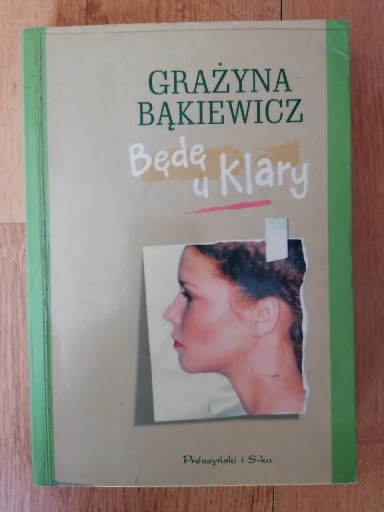 GRAŻYNA
BĄKIEWICZ
Będę
u Klary
Prószyński i S-ka